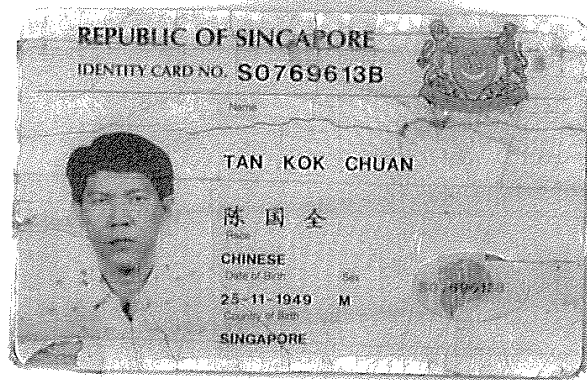 REPUBLIC OF SINGAPORE
IDENTITY CARD NO. S0769613B
Name
TAN KOK CHUAN
陈国全
Race
CHINESE
Date of Birth Sex
25-11-1949 M
Country of Birth
SINGAPORE
S0769613B